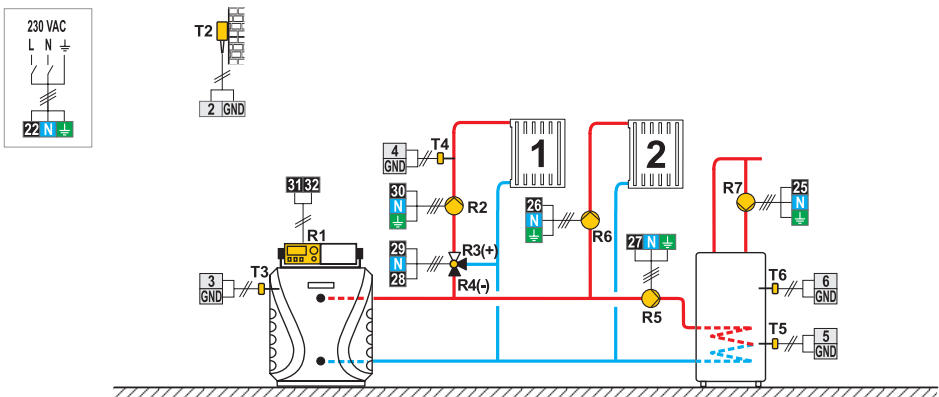 230 VAC
L N
22 N
T2
2 GND
4
GND
T4
1
2
30
N
R2
26
N
R6
R7
25
N
31 32
R1
29
N
28
R3(+)
R4(-)
27 N
3
GND
T3
R5
T6
6
GND
T5
5
GND